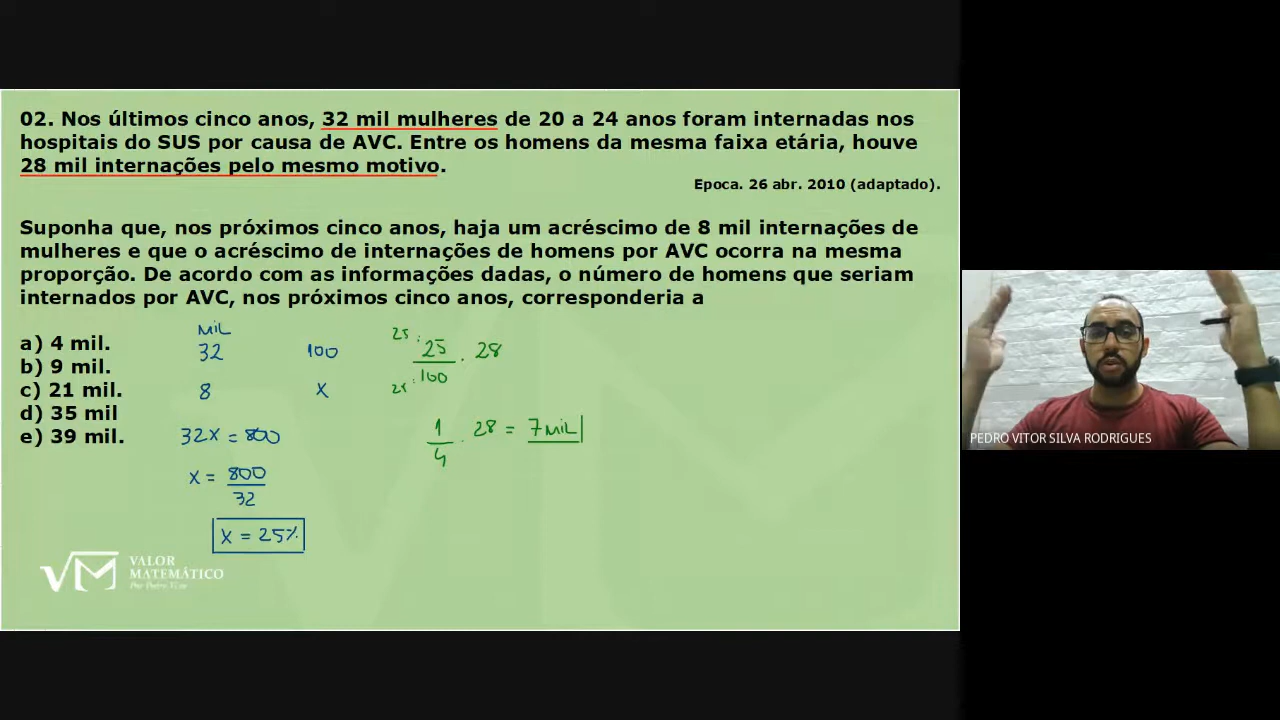 02. Nos últimos cinco anos, 32 mil mulheres de 20 a 24 anos foram internadas nos
hospitais do SUS por causa de AVC. Entre os homens da mesma faixa etária, houve
28 mil internações pelo mesmo motivo.
Epoca. 26 abr. 2010 (adaptado).
Suponha que, nos próximos cinco anos, haja um acréscimo de 8 mil internações de
mulheres e que o acréscimo de internações de homens por AVC ocorra na mesma
proporção. De acordo com as informações dadas, o número de homens que seriam
internados por AVC, nos próximos cinco anos, corresponderia a
a) 4 mil.
b) 9 mil.
c) 21 mil.
d) 35 mil
e) 39 mil.
MIL
32 100
8 X
32X = 800
X = 800
32
X = 25%
25 : 25 . 28
25 : 100
1 . 28 = 7 MIL
4
VM VALOR
MATEMÁTICO
Por Pedro Vitor
PEDRO VITOR SILVA RODRIGUES